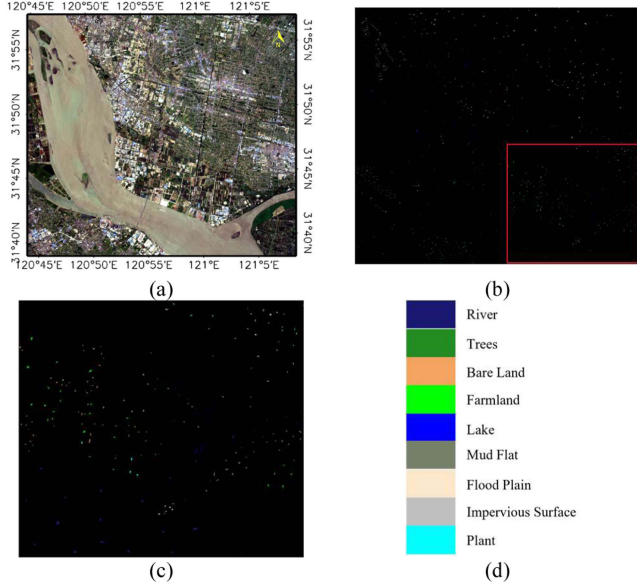 120°45'E 120°50'E 120°55'E 121°E 121°5'E
31°55'N
31°50'N
31°45'N
31°40'N
31°55'N
31°50'N
31°45'N
31°40'N
N
120°45'E 120°50'E 120°55'E 121°E 121°5'E
(a)
(b)
(c)
River
Trees
Bare Land
Farmland
Lake
Mud Flat
Flood Plain
Impervious Surface
Plant
(d)